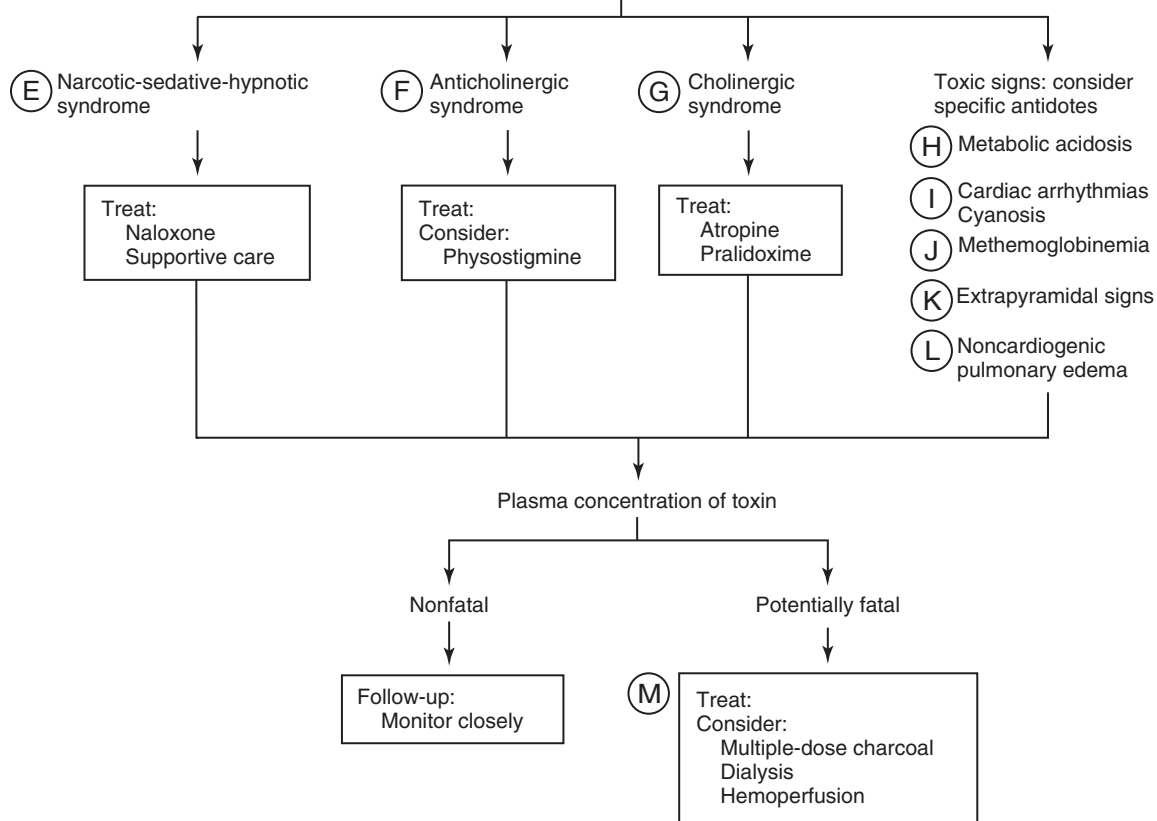 E
Narcotic-sedative-hypnotic
syndrome
Treat:
Naloxone
Supportive care
F
Anticholinergic
syndrome
Treat:
Consider:
Physostigmine
G
Cholinergic
syndrome
Treat:
Atropine
Pralidoxime
Toxic signs: consider
specific antidotes
H Metabolic acidosis
I Cardiac arrhythmias
Cyanosis
J Methemoglobinemia
K Extrapyramidal signs
L Noncardiogenic
pulmonary edema
Plasma concentration of toxin
Nonfatal
Follow-up:
Monitor closely
Potentially fatal
M
Treat:
Consider:
Multiple-dose charcoal
Dialysis
Hemoperfusion